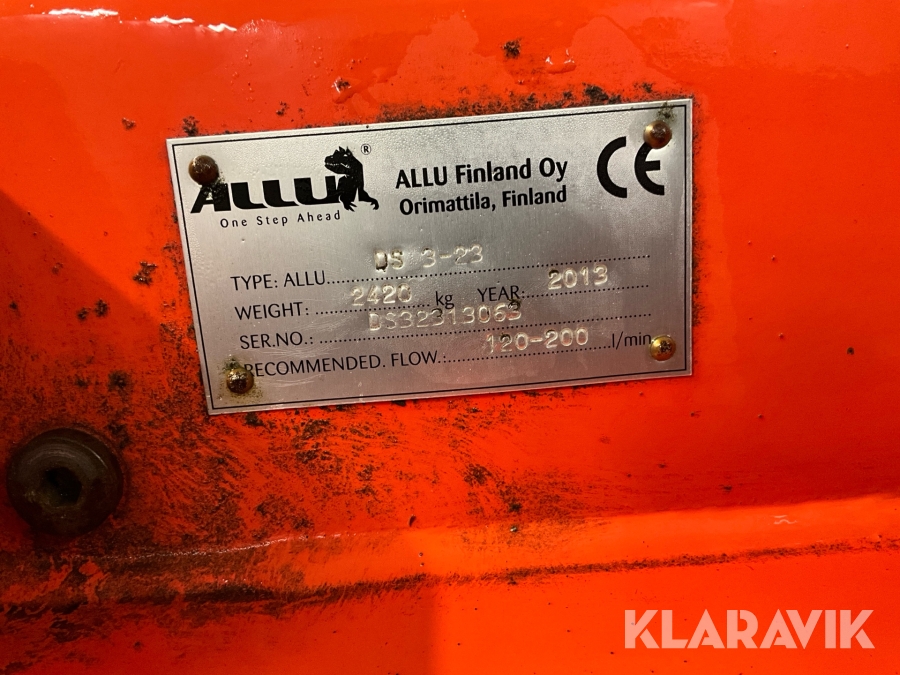 ALLU®
One Step Ahead
ALLU Finland Oy
Orimattila, Finland
CE
TYPE: ALLU DS 3-23
WEIGHT: 2420 kg YEAR: 2013
SER.NO.: DS32313063
RECOMMENDED. FLOW.: 120-200 l/min
KLARAVIK